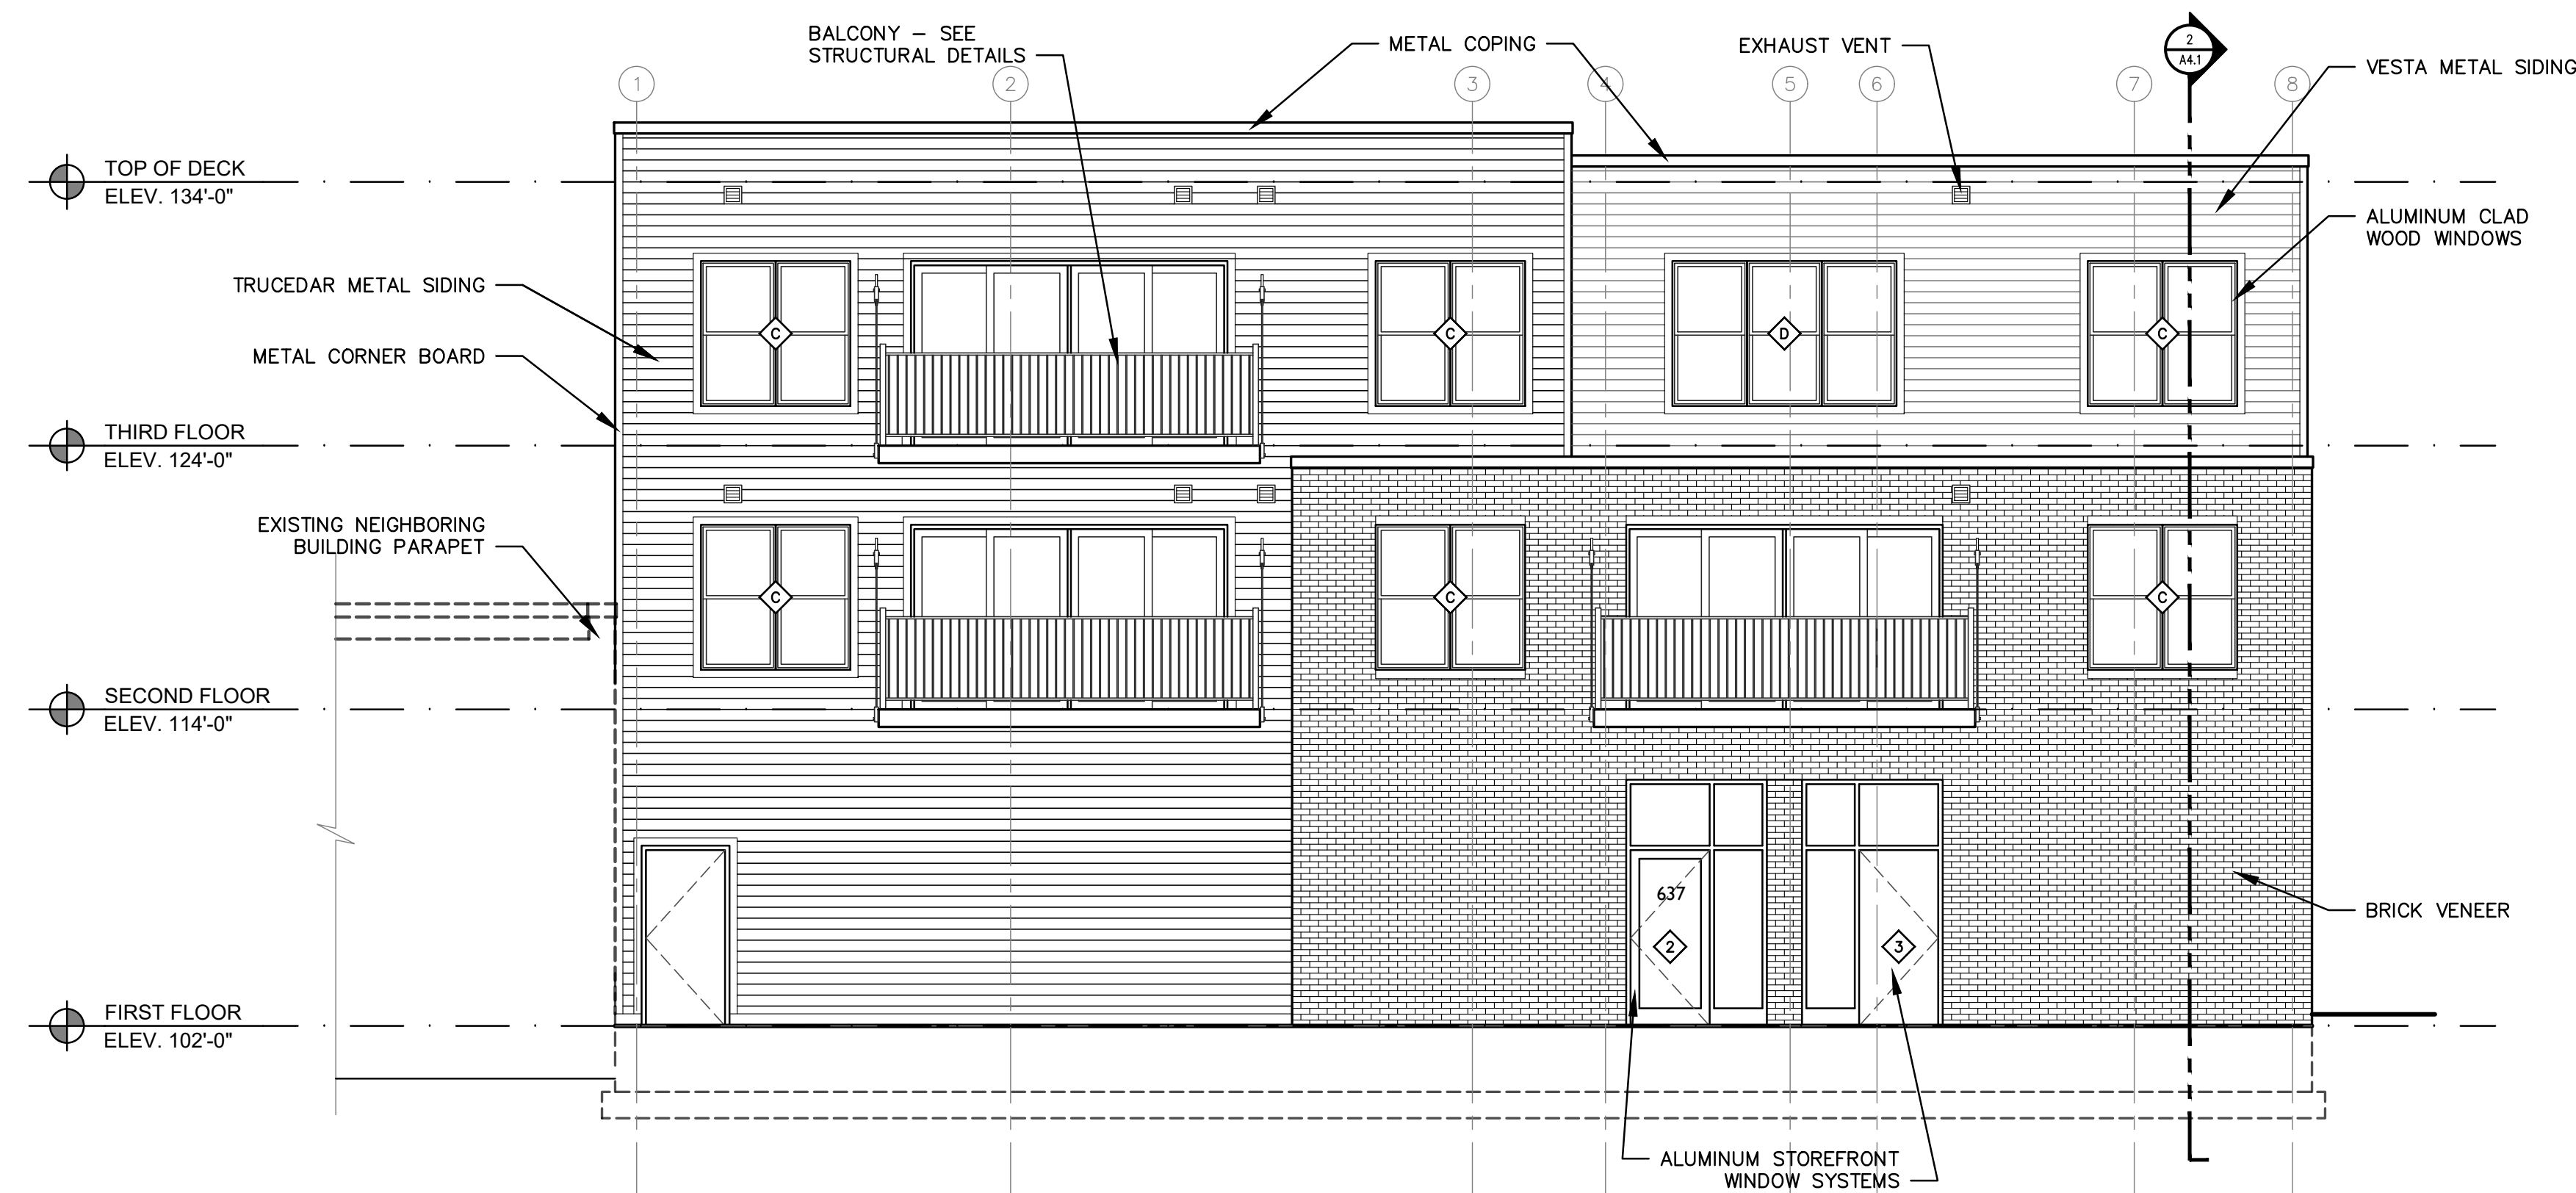 BALCONY – SEE
STRUCTURAL DETAILS
METAL COPING
EXHAUST VENT
2
A4.1
VESTA METAL SIDING
1
2
3
4
5
6
7
8
TOP OF DECK
ELEV. 134'-0"
ALUMINUM CLAD
WOOD WINDOWS
TRUCEDAR METAL SIDING
C
C
D
C
METAL CORNER BOARD
THIRD FLOOR
ELEV. 124'-0"
EXISTING NEIGHBORING
BUILDING PARAPET
C
C
C
SECOND FLOOR
ELEV. 114'-0"
637
2
3
BRICK VENEER
FIRST FLOOR
ELEV. 102'-0"
ALUMINUM STOREFRONT
WINDOW SYSTEMS